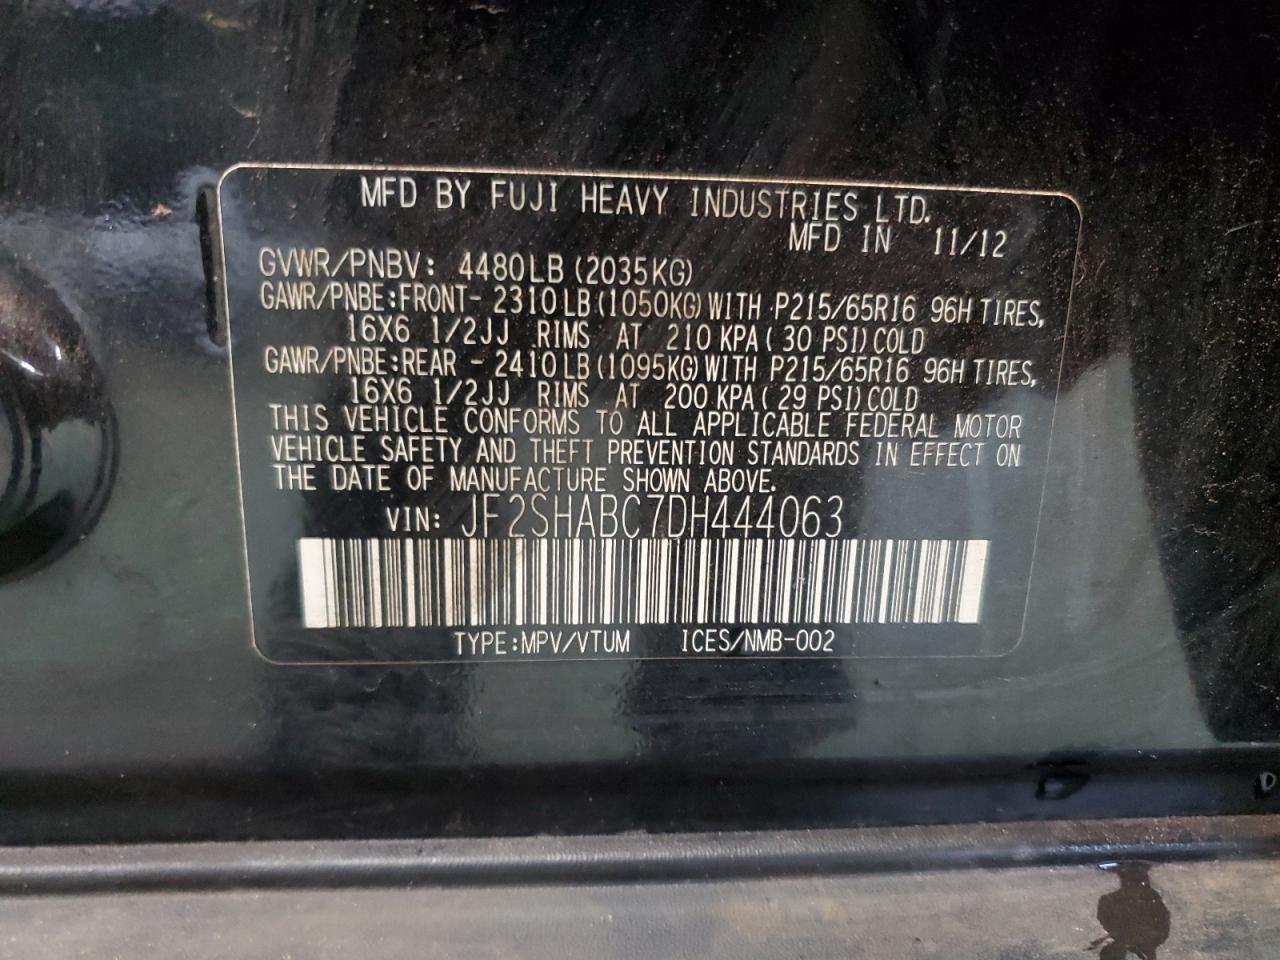 MFD BY FUJI HEAVY INDUSTRIES LTD.
MFD IN 11/12
GVWR/PNBV: 4480LB (2035KG)
GAWR/PNBE:FRONT- 2310LB(1050KG)WITH P215/65R16 96H TIRES,
16X6 1/2JJ RIMS AT 210 KPA( 30 PSI)COLD
GAWR/PNBE:REAR - 2410LB(1095KG)WITH P215/65R16 96H TIRES,
16X6 1/2JJ RIMS AT 200 KPA( 29 PSI)COLD
THIS VEHICLE CONFORMS TO ALL APPLICABLE FEDERAL MOTOR
VEHICLE SAFETY AND THEFT PREVENTION STANDARDS IN EFFECT ON
THE DATE OF MANUFACTURE SHOWN ABOVE.
VIN: JF2SHABC7DH444063
TYPE:MPV/VTUM ICES/NMB-002